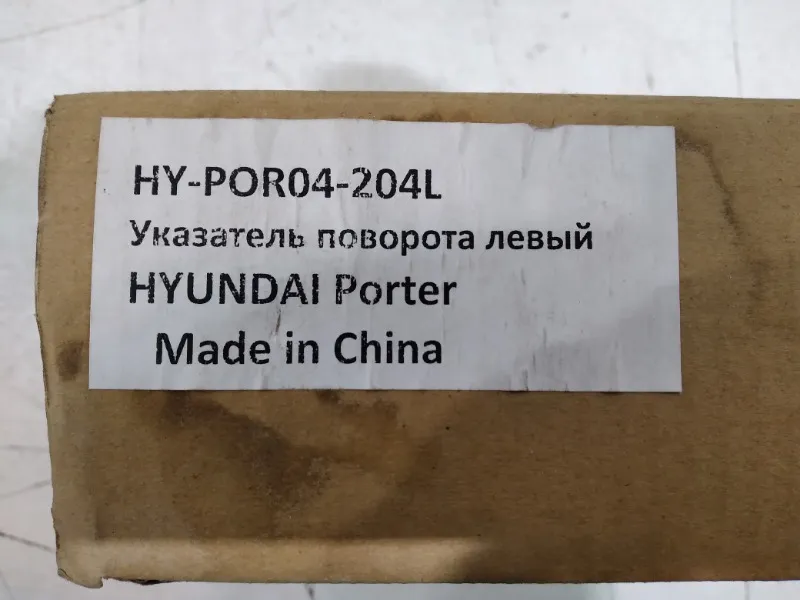 HY-POR04-204L
Указатель поворота левый
HYUNDAI Porter
Made in China